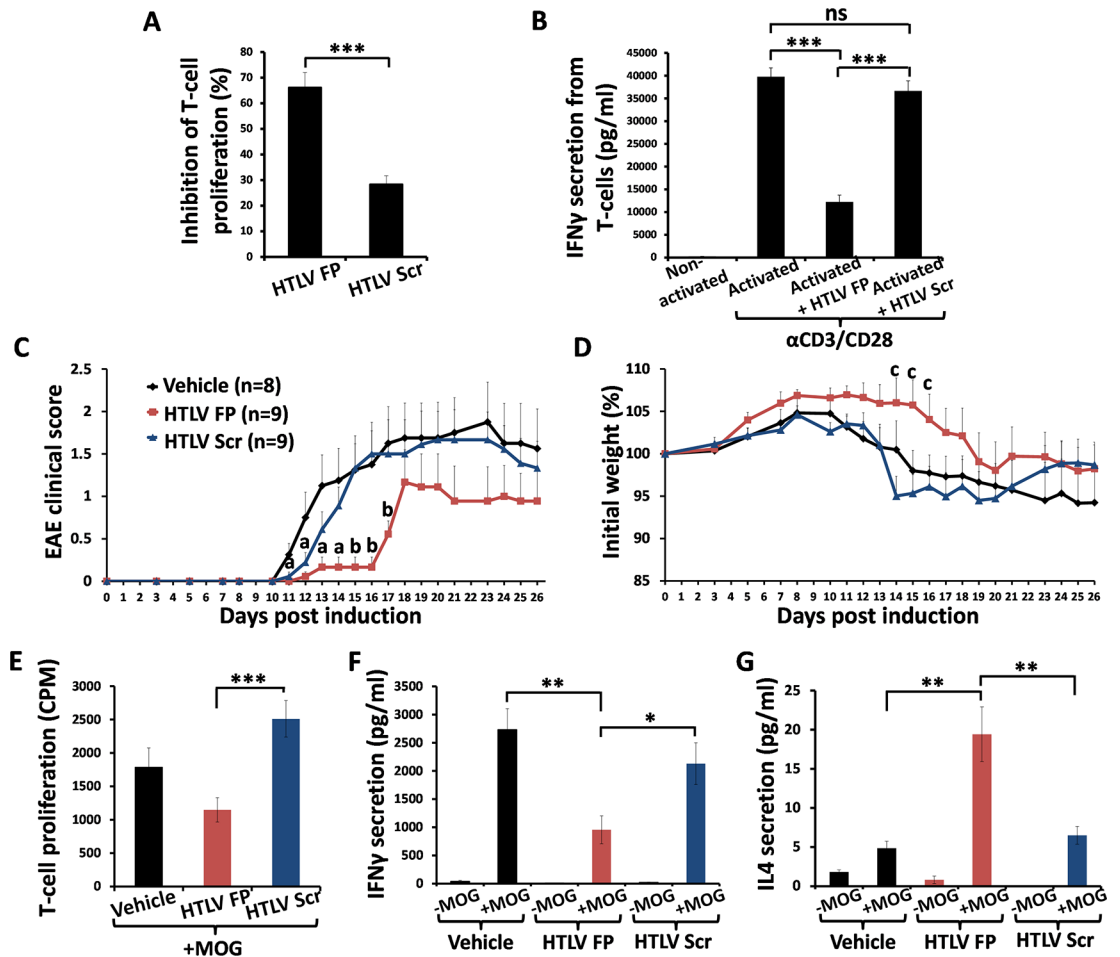 A
Inhibition of T-cell
proliferation (%)
80
70
60
50
40
30
20
10
0
***
HTLV FP
HTLV Scr
B
IFNγ secretion from
T-cells (pg/ml)
45000
40000
35000
30000
25000
20000
15000
10000
5000
0
ns
***
***
Non-
activated
Activated
Activated
+ HTLV FP
Activated
+ HTLV Scr
αCD3/CD28
C
EAE clinical score
2.5
2
1.5
1
0.5
0
Vehicle (n=8)
HTLV FP (n=9)
HTLV Scr (n=9)
a
a
a
a
b
b
b
0 1 2 3 4 5 6 7 8 9 10 11 12 13 14 15 16 17 18 19 20 21 22 23 24 25 26
Days post induction
D
Initial weight (%)
110
105
100
95
90
85
c c c
0 1 2 3 4 5 6 7 8 9 10 11 12 13 14 15 16 17 18 19 20 21 22 23 24 25 26
Days post induction
E
T-cell proliferation (CPM)
3000
2500
2000
1500
1000
500
0
***
Vehicle
HTLV FP
HTLV Scr
+MOG
F
IFNγ secretion (pg/ml)
3500
3000
2500
2000
1500
1000
500
0
**
*
-MOG +MOG -MOG +MOG -MOG +MOG
Vehicle HTLV FP HTLV Scr
G
IL4 secretion (pg/ml)
25
20
15
10
5
0
**
**
-MOG +MOG -MOG +MOG -MOG +MOG
Vehicle HTLV FP HTLV Scr